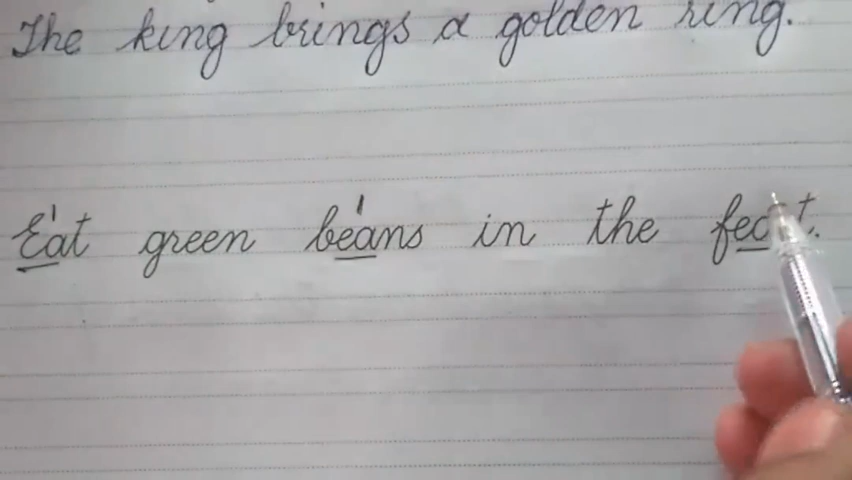 The king brings a golden ring.
Eat green beans in the feast.